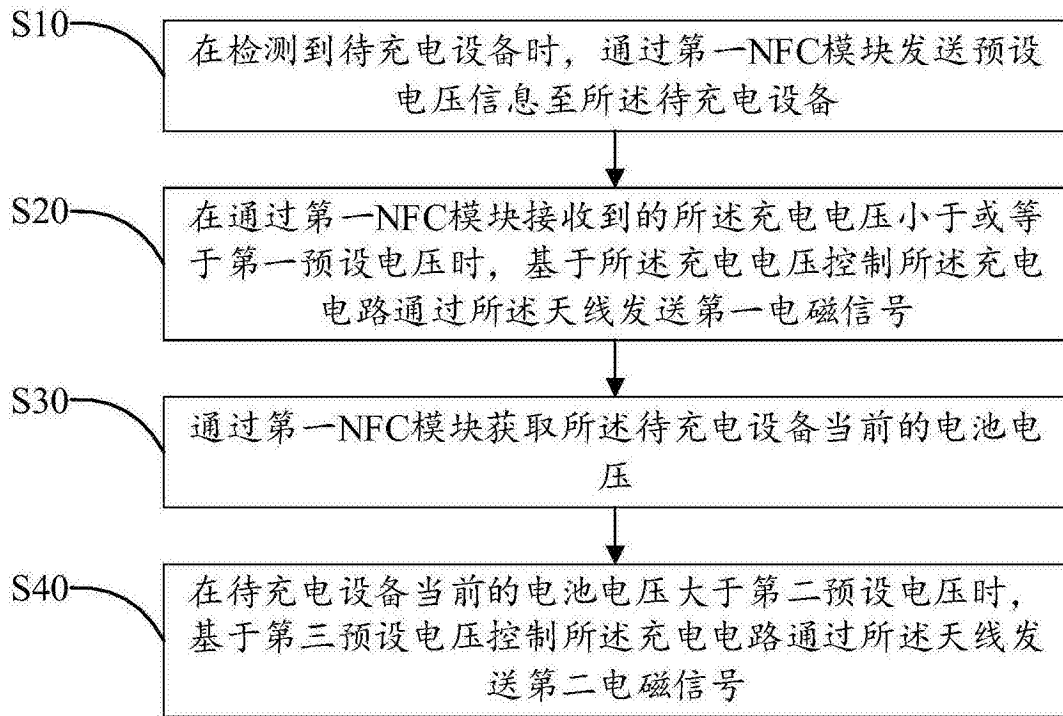 S10
在检测到待充电设备时，通过第一NFC模块发送预设
电压信息至所述待充电设备
S20
在通过第一NFC模块接收到的所述充电电压小于或等
于第一预设电压时，基于所述充电电压控制所述充电
电路通过所述天线发送第一电磁信号
S30
通过第一NFC模块获取所述待充电设备当前的电池电
压
S40
在待充电设备当前的电池电压大于第二预设电压时，
基于第三预设电压控制所述充电电路通过所述天线发
送第二电磁信号